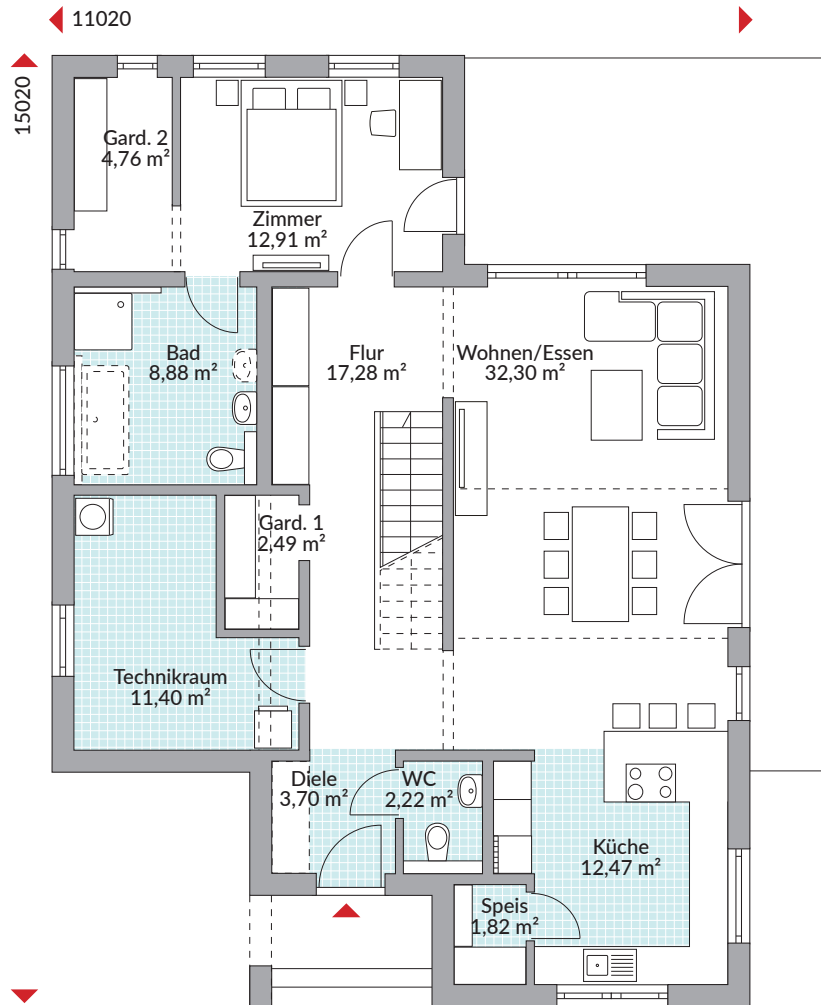 11020
15020
Gard. 2
4,76 m²
Zimmer
12,91 m²
Bad
8,88 m²
Flur
17,28 m²
Wohnen/Essen
32,30 m²
Gard. 1
2,49 m²
Technikraum
11,40 m²
Diele
3,70 m²
WC
2,22 m²
Küche
12,47 m²
Speis
1,82 m²